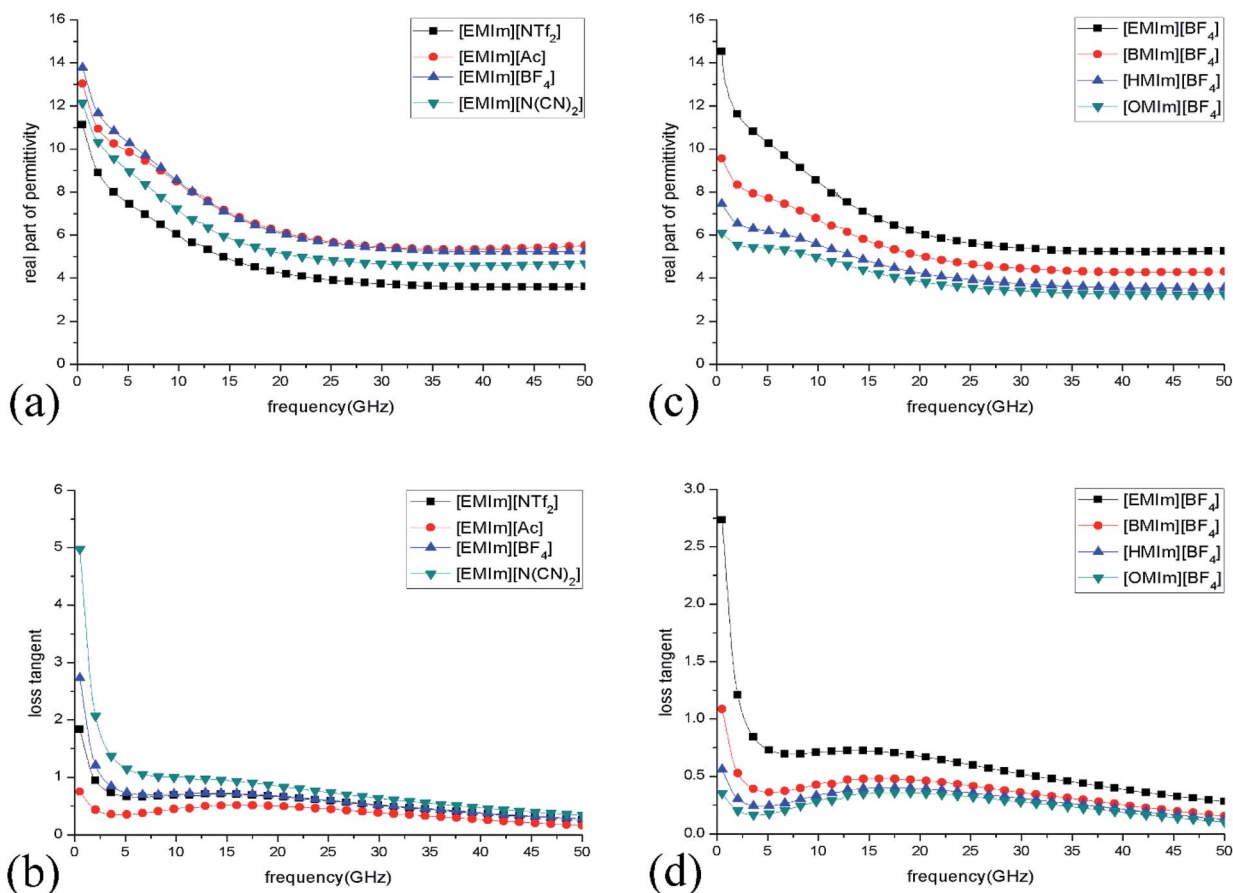 real part of permittivity
16
14
12
10
8
6
4
2
0
[EMIm][NTf₂]
[EMIm][Ac]
[EMIm][BF₄]
[EMIm][N(CN)₂]
0 5 10 15 20 25 30 35 40 45 50
frequency(GHz)
(a)
real part of permittivity
16
14
12
10
8
6
4
2
0
[EMIm][BF₄]
[BMIm][BF₄]
[HMIm][BF₄]
[OMIm][BF₄]
0 5 10 15 20 25 30 35 40 45 50
frequency(GHz)
(c)
loss tangent
6
5
4
3
2
1
0
[EMIm][NTf₂]
[EMIm][Ac]
[EMIm][BF₄]
[EMIm][N(CN)₂]
0 5 10 15 20 25 30 35 40 45 50
frequency(GHz)
(b)
loss tangent
3.0
2.5
2.0
1.5
1.0
0.5
0.0
[EMIm][BF₄]
[BMIm][BF₄]
[HMIm][BF₄]
[OMIm][BF₄]
0 5 10 15 20 25 30 35 40 45 50
frequency(GHz)
(d)